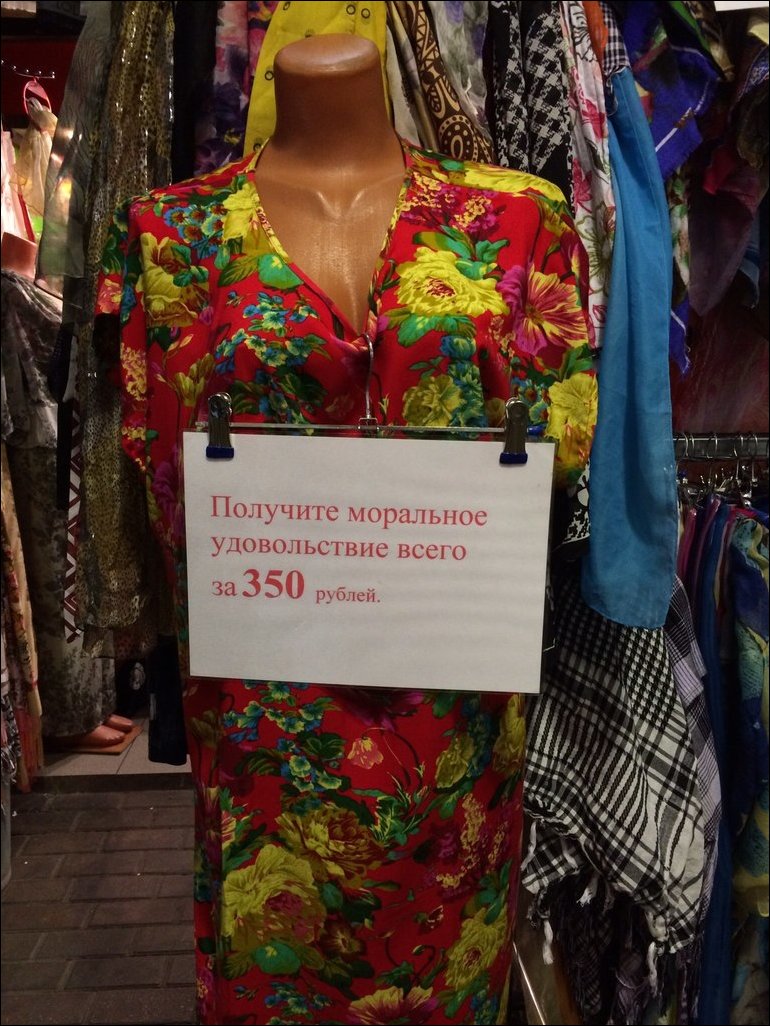 Получите моральное
удовольствие всего
за 350 рублей.